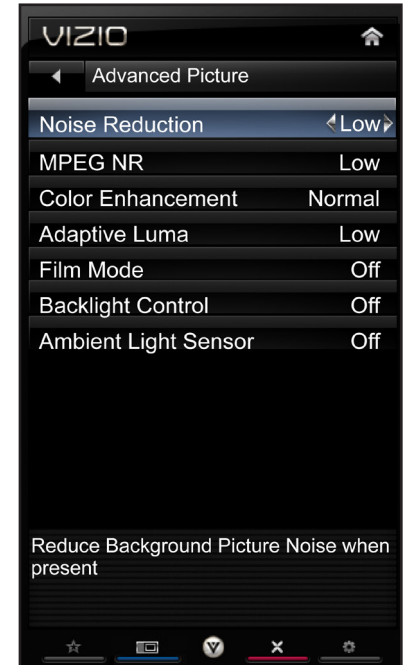 VIZIO
Advanced Picture
Noise Reduction Low
MPEG NR Low
Color Enhancement Normal
Adaptive Luma Low
Film Mode Off
Backlight Control Off
Ambient Light Sensor Off
Reduce Background Picture Noise when
present
V